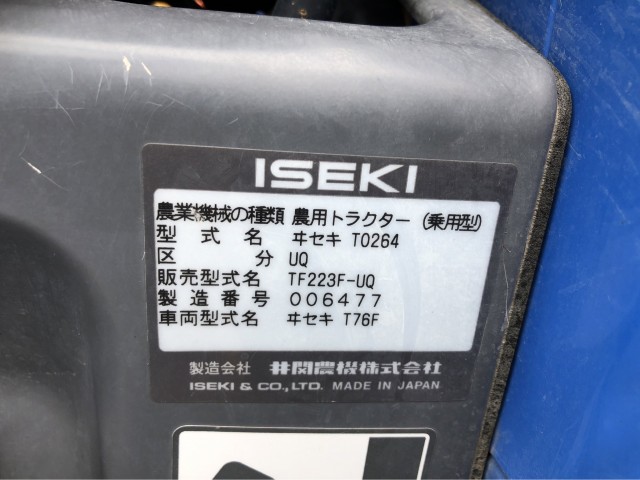 ISEKI
農業機械の種類 農用トラクター (乗用型)
型式名 ヰセキ T0264
区分 UQ
販売型式名 TF223F-UQ
製造番号 006477
車両型式名 ヰセキ T76F
製造会社 井関農機株式会社
ISEKI & CO., LTD. MADE IN JAPAN